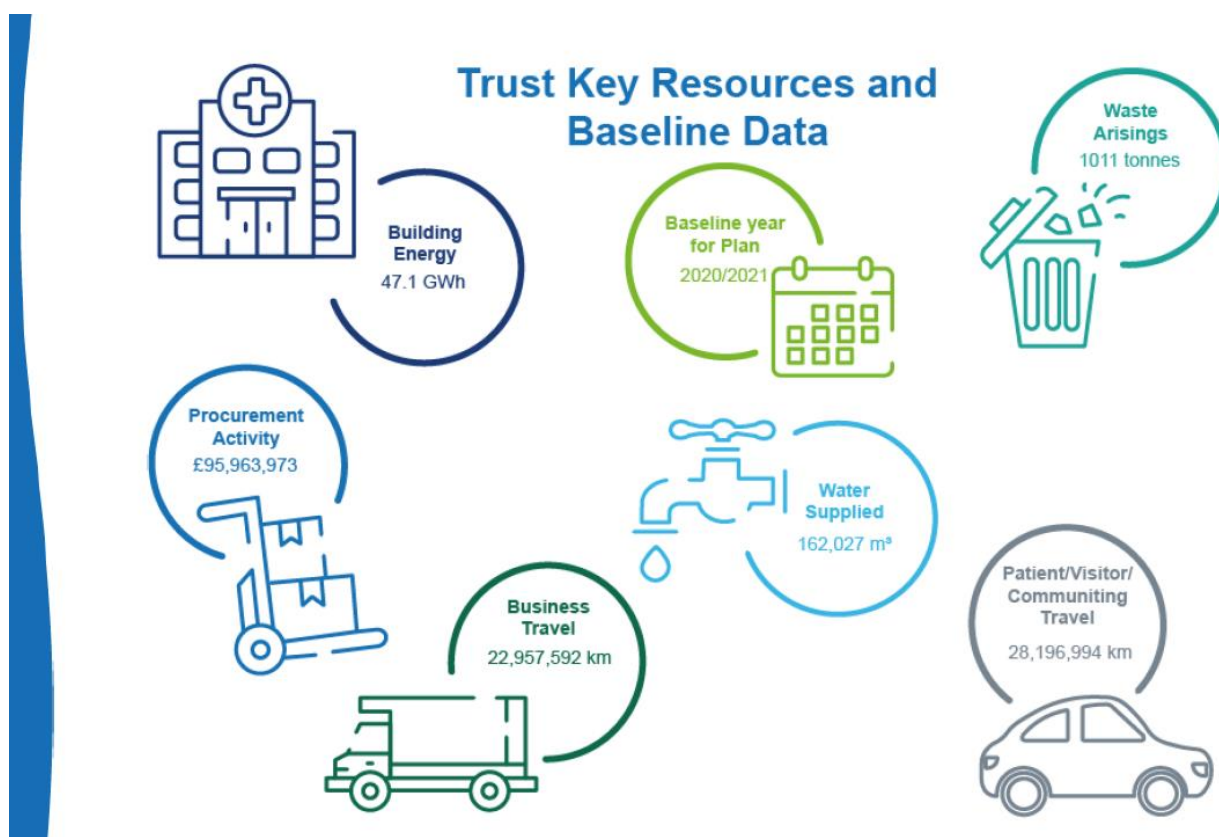 Trust Key Resources and
Baseline Data
Waste
Arisings
1011 tonnes
Building
Energy
47.1 GWh
Baseline year
for Plan
2020/2021
Procurement
Activity
£95,963,973
Water
Supplied
162,027 m³
Business
Travel
22,957,592 km
Patient/Visitor/
Communiting
Travel
28,196,994 km